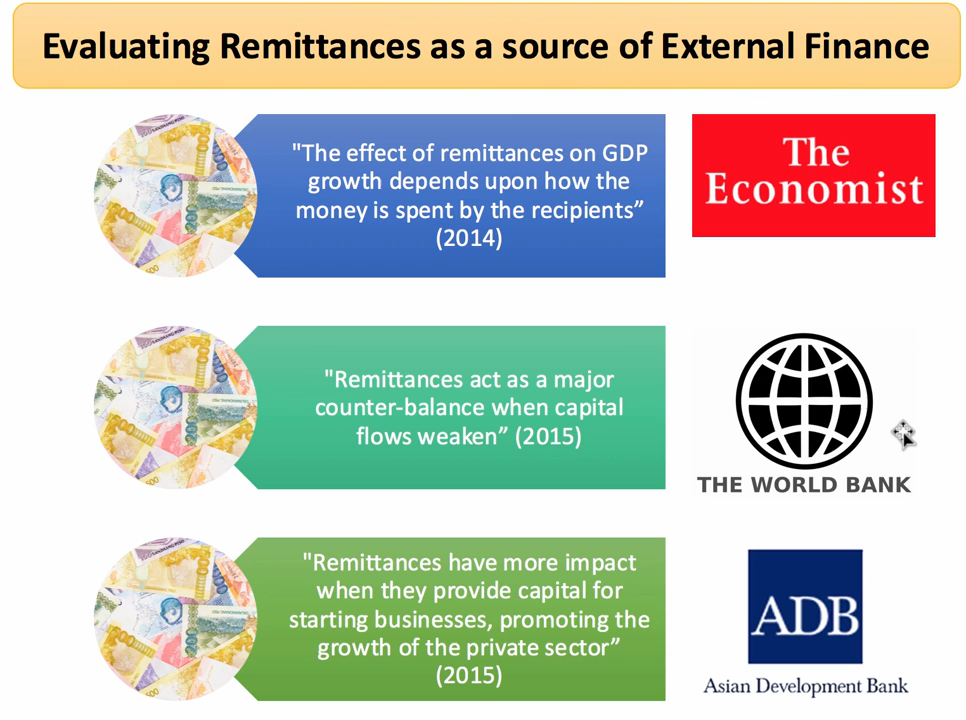 Evaluating Remittances as a source of External Finance
"The effect of remittances on GDP
growth depends upon how the
money is spent by the recipients”
(2014)
The
Economist
"Remittances act as a major
counter-balance when capital
flows weaken” (2015)
THE WORLD BANK
"Remittances have more impact
when they provide capital for
starting businesses, promoting the
growth of the private sector”
(2015)
ADB
Asian Development Bank